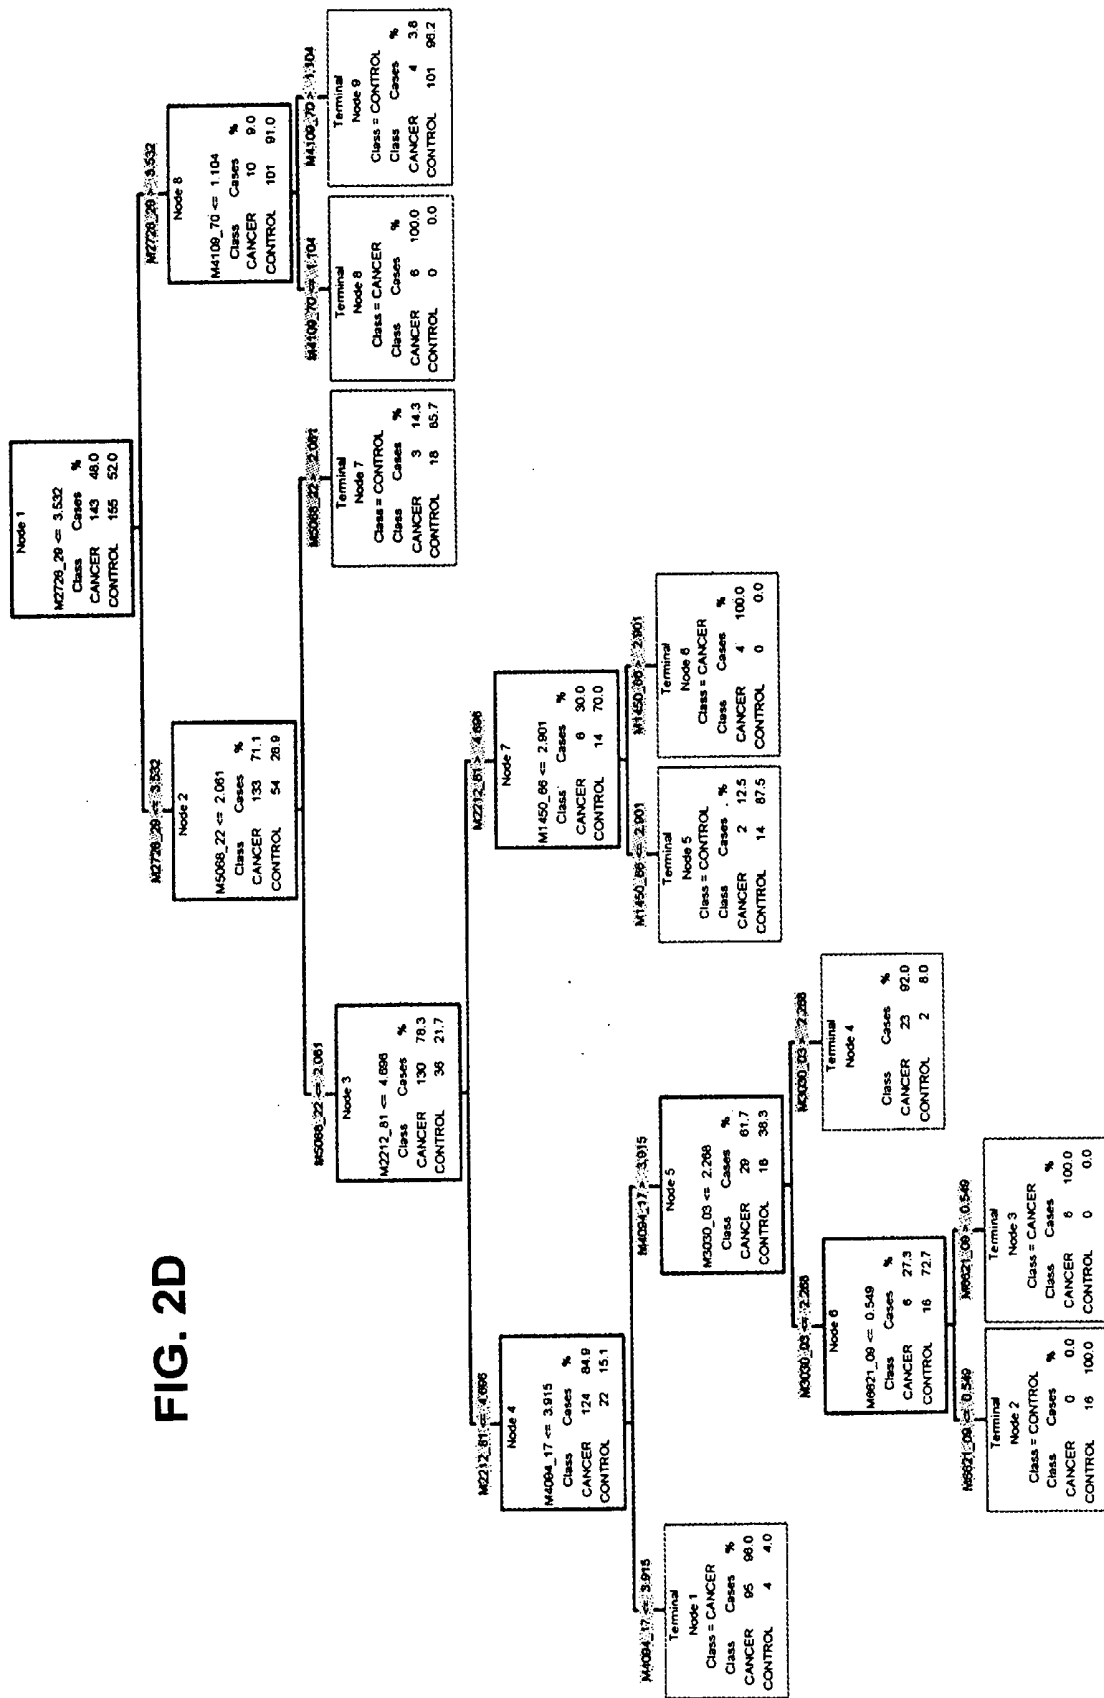 FIG. 2D
Node 1
M2726_29 <= 3.532
Class Cases %
CANCER 143 48.0
CONTROL 155 52.0
M2726_29 <= 3.532
M2726_29 > 3.532
Node 2
M5068_22 <= 2.061
Class Cases %
CANCER 133 71.1
CONTROL 54 28.9
Node 8
M4109_70 <= 1.104
Class Cases %
CANCER 10 9.0
CONTROL 101 91.0
M5068_22 <= 2.061
M5068_22 > 2.061
M4109_70 <= 1.104
M4109_70 > 1.104
Node 3
M2212_81 <= 4.696
Class Cases %
CANCER 130 78.3
CONTROL 36 21.7
Terminal
Node 7
Class = CONTROL
Class Cases %
CANCER 3 14.3
CONTROL 18 85.7
Terminal
Node 8
Class = CANCER
Class Cases %
CANCER 6 100.0
CONTROL 0 0.0
Terminal
Node 9
Class = CONTROL
Class Cases %
CANCER 4 3.8
CONTROL 101 96.2
M2212_81 <= 4.696
M2212_81 > 4.696
Node 4
M4094_17 <= 3.915
Class Cases %
CANCER 124 84.9
CONTROL 22 15.1
Node 7
M1450_66 <= 2.901
Class Cases %
CANCER 6 30.0
CONTROL 14 70.0
M4094_17 <= 3.915
M4094_17 > 3.915
M1450_66 <= 2.901
M1450_66 > 2.901
Terminal
Node 1
Class = CANCER
Class Cases %
CANCER 95 96.0
CONTROL 4 4.0
Node 5
M3030_03 <= 2.268
Class Cases %
CANCER 29 61.7
CONTROL 18 38.3
Terminal
Node 5
Class = CONTROL
Class Cases %
CANCER 2 12.5
CONTROL 14 87.5
Terminal
Node 6
Class = CANCER
Class Cases %
CANCER 4 100.0
CONTROL 0 0.0
M3030_03 <= 2.268
M3030_03 > 2.268
Node 6
M6621_09 <= 0.549
Class Cases %
CANCER 6 27.3
CONTROL 16 72.7
Terminal
Node 4
Class Cases %
CANCER 23 92.0
CONTROL 2 8.0
M6621_09 <= 0.549
M6621_09 > 0.549
Terminal
Node 2
Class = CONTROL
Class Cases %
CANCER 0 0.0
CONTROL 16 100.0
Terminal
Node 3
Class = CANCER
Class Cases %
CANCER 6 100.0
CONTROL 0 0.0